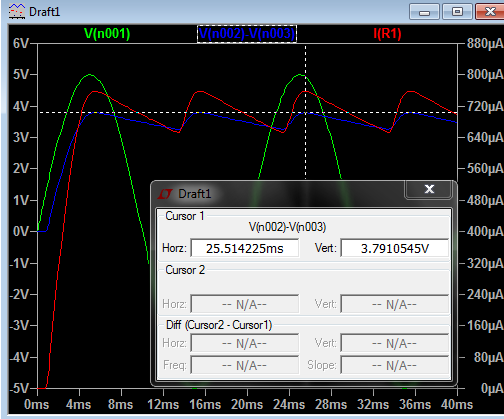 Draft1
V(n001) V(n002)-V(n003) I(R1)
6V 880µA
5V 800µA
4V 720µA
3V 640µA
2V 560µA
1V 480µA
0V 400µA
-1V 320µA
-2V 240µA
-3V 160µA
-4V 80µA
-5V 0µA
0ms 4ms 8ms 12ms 16ms 20ms 24ms 28ms 32ms 36ms 40ms
Draft1
Cursor 1
V(n002)-V(n003)
Horz: 25.514225ms Vert: 3.7910545V
Cursor 2
Horz: -- N/A-- Vert: -- N/A--
Diff (Cursor2 - Cursor1)
Horz: -- N/A-- Vert: -- N/A--
Freq: -- N/A-- Slope: -- N/A--